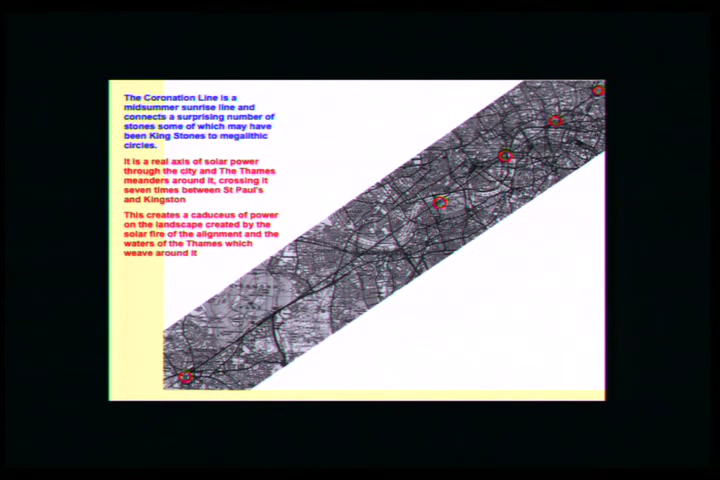 The Coronation Line is a
midsummer sunrise line and
connects a surprising number of
stones some of which may have
been King Stones to megalithic
circles.
It is a real axis of solar power
through the city and The Thames
meanders around it, crossing it
seven times between St Paul's
and Kingston
This creates a caduceus of power
on the landscape created by the
solar fire of the alignment and the
waters of the Thames which
weave around it